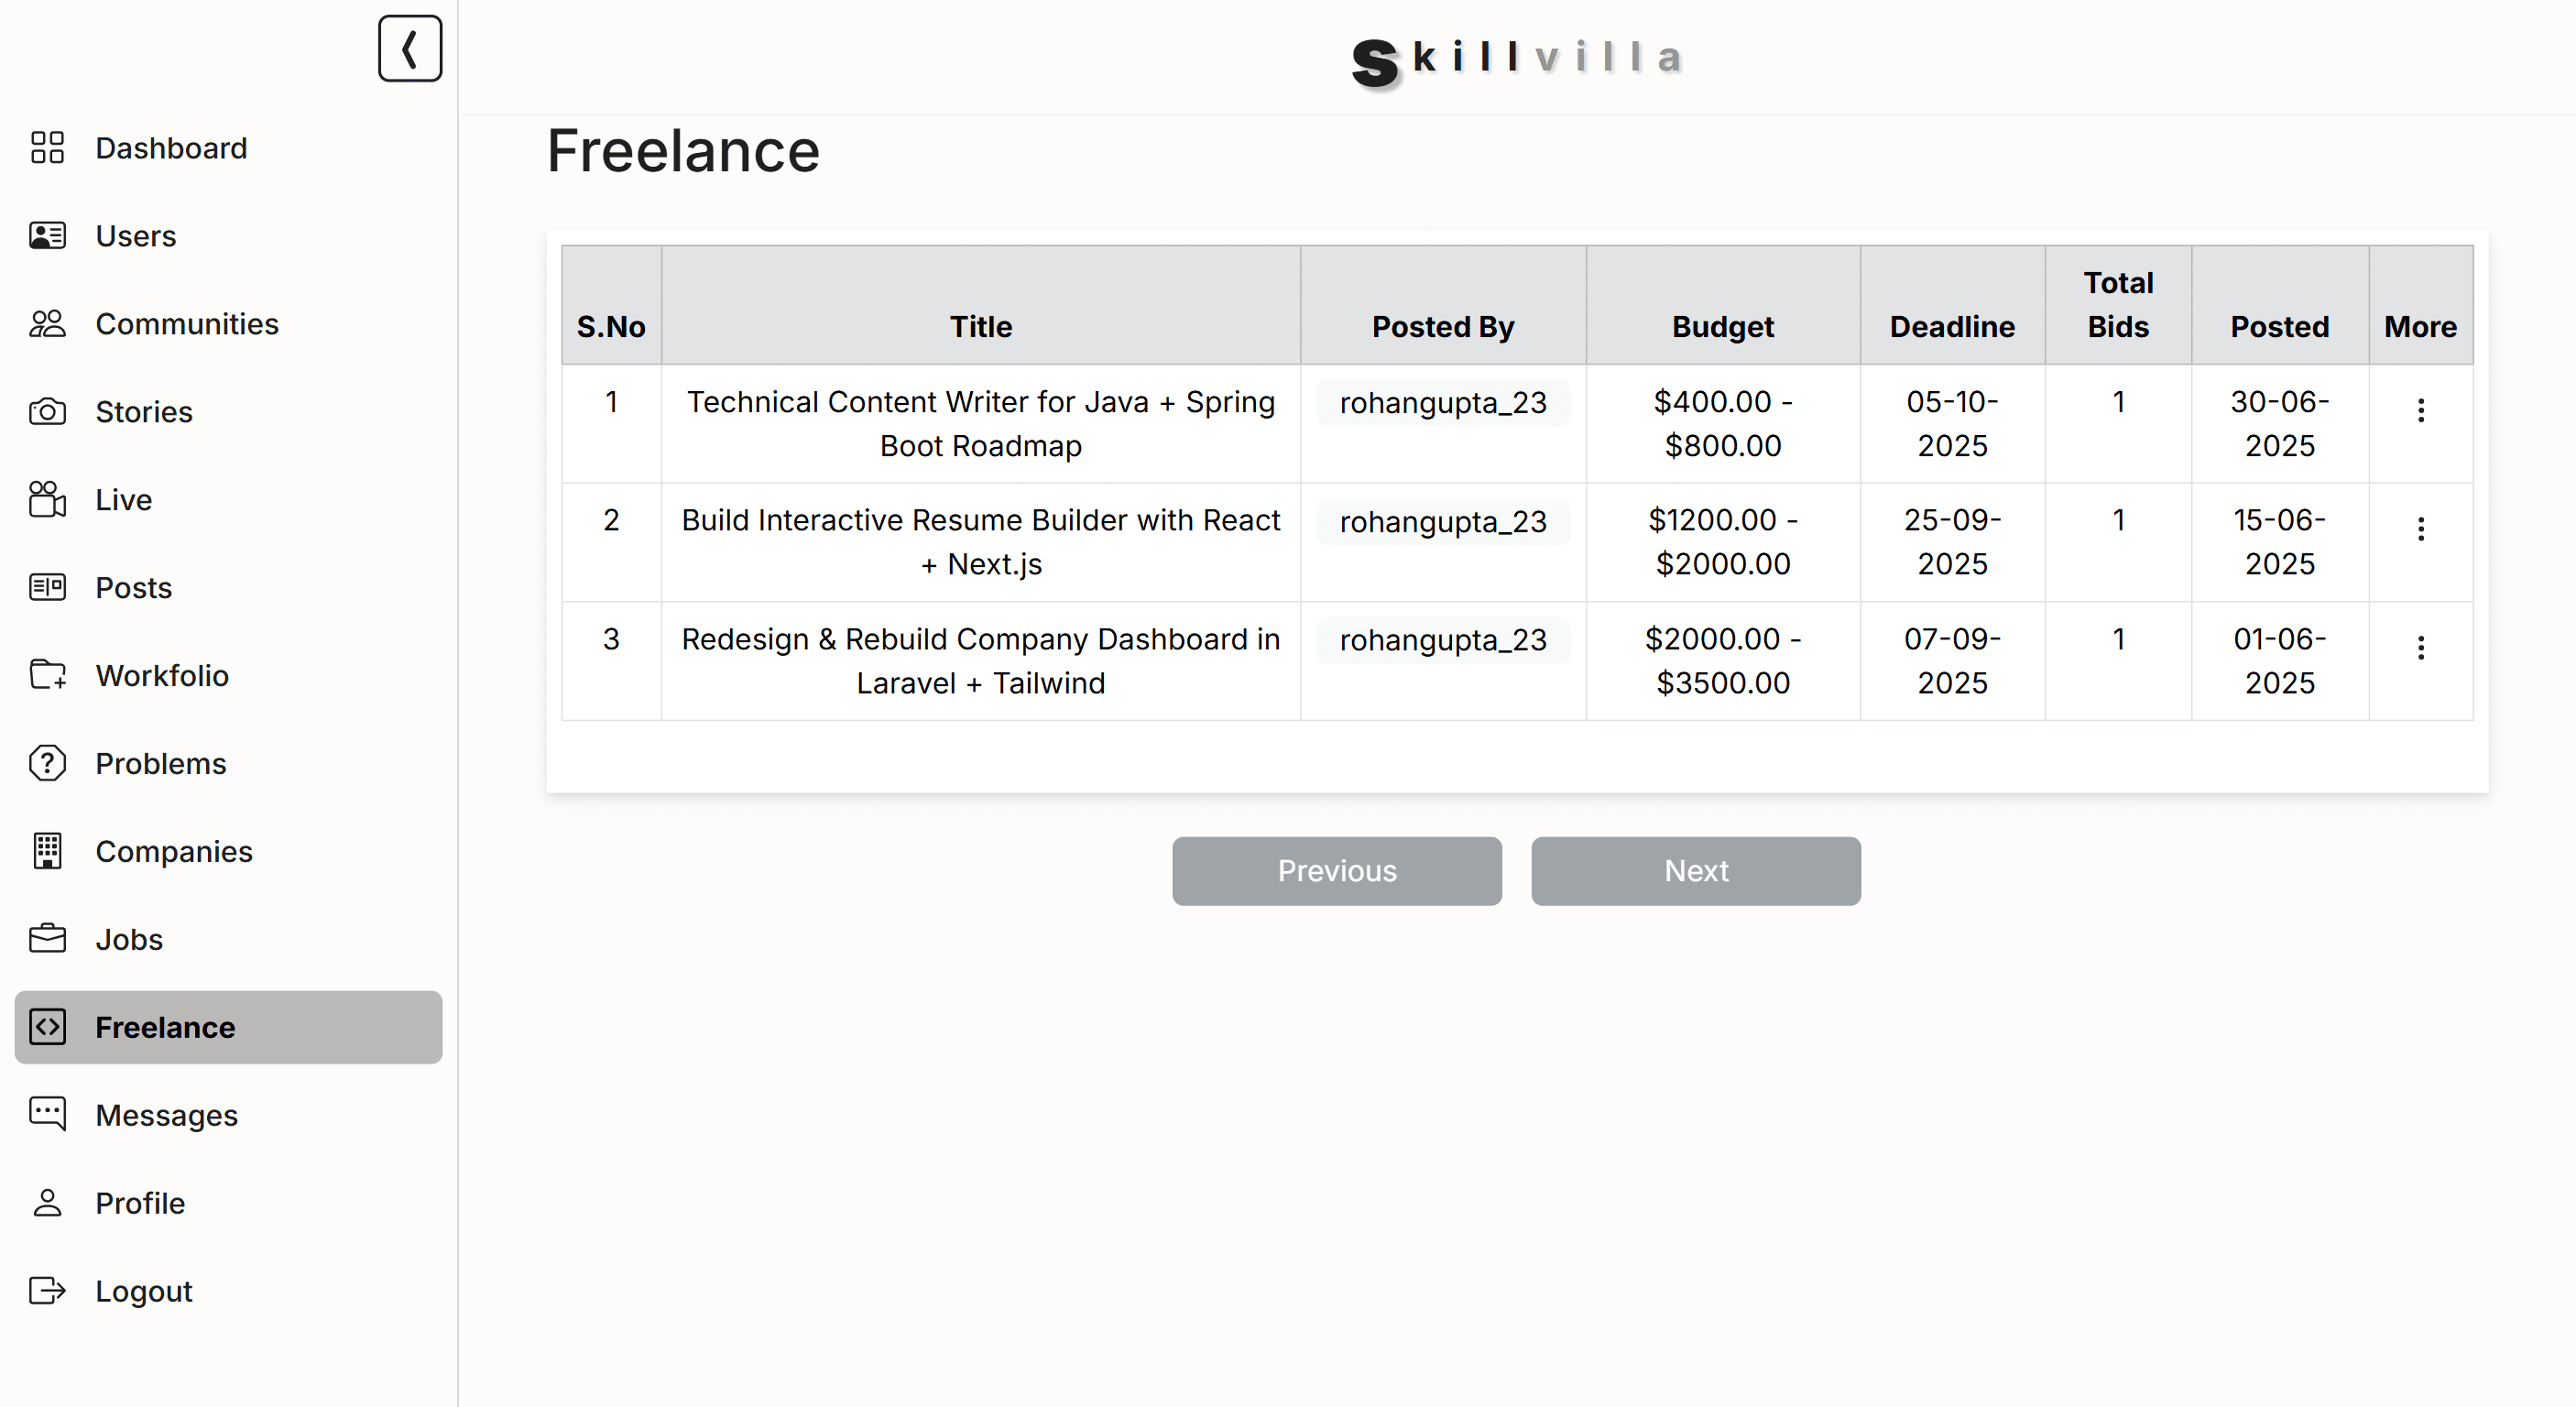 Skillvilla
Dashboard
Users
Communities
Stories
Live
Posts
Workfolio
Problems
Companies
Jobs
Freelance
Messages
Profile
Logout
Freelance
S.No Title Posted By Budget Deadline Total Bids Posted More
1 Technical Content Writer for Java + Spring rohangupta_23 $400.00 - 05-10- 1 30-06-
Boot Roadmap $800.00 2025 2025
2 Build Interactive Resume Builder with React rohangupta_23 $1200.00 - 25-09- 1 15-06-
+ Next.js $2000.00 2025 2025
3 Redesign & Rebuild Company Dashboard in rohangupta_23 $2000.00 - 07-09- 1 01-06-
Laravel + Tailwind $3500.00 2025 2025
Previous Next